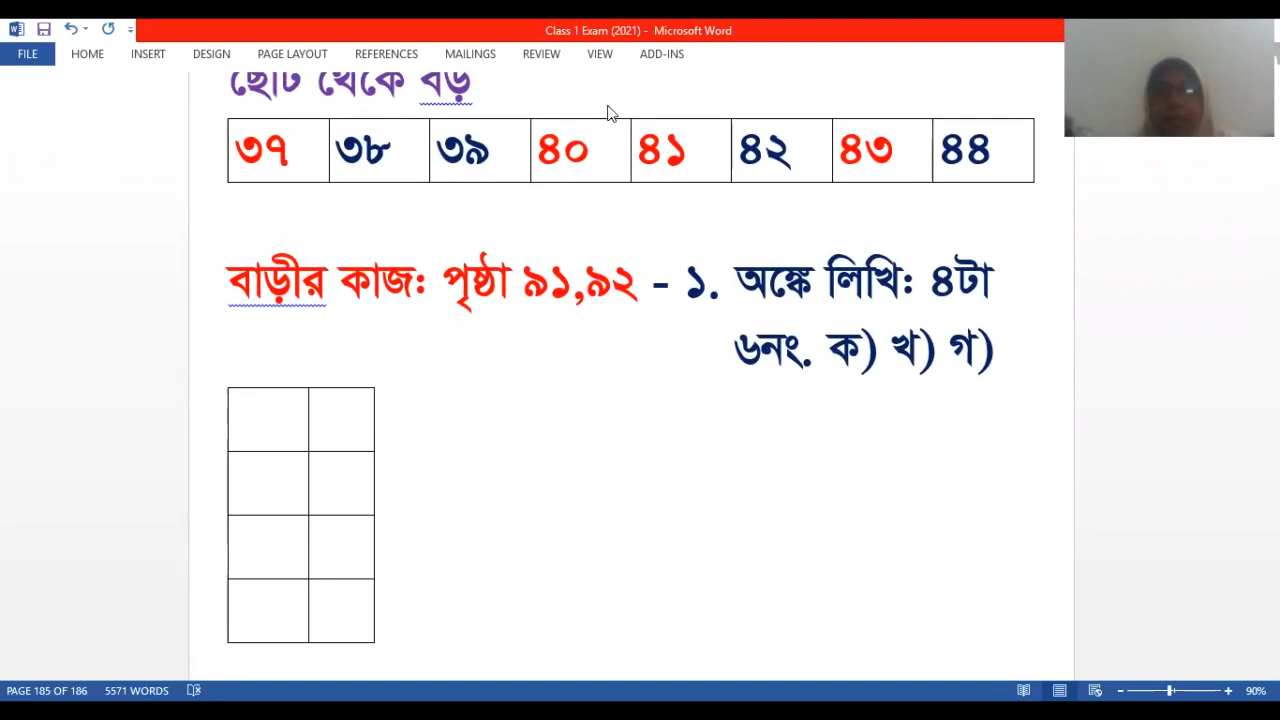 Class 1 Exam (2021) - Microsoft Word
FILE HOME INSERT DESIGN PAGE LAYOUT REFERENCES MAILINGS REVIEW VIEW ADD-INS
ছোট থেকে বড়
৩৭ ৩৮ ৩৯ ৪০ ৪১ ৪২ ৪৩ ৪৪
বাড়ীর কাজঃ পৃষ্ঠা ৯১,৯২ - ১. অঙ্কে লিখিঃ ৪টা
৬নং. ক) খ) গ)
PAGE 185 OF 186 5571 WORDS 90%